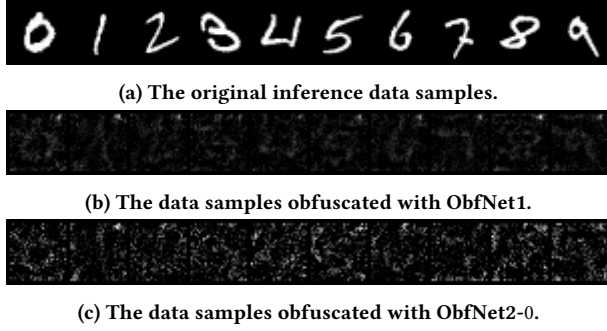 0 1 2 3 4 5 6 7 8 9
(a) The original inference data samples.
(b) The data samples obfuscated with ObfNet1.
(c) The data samples obfuscated with ObfNet2-0.